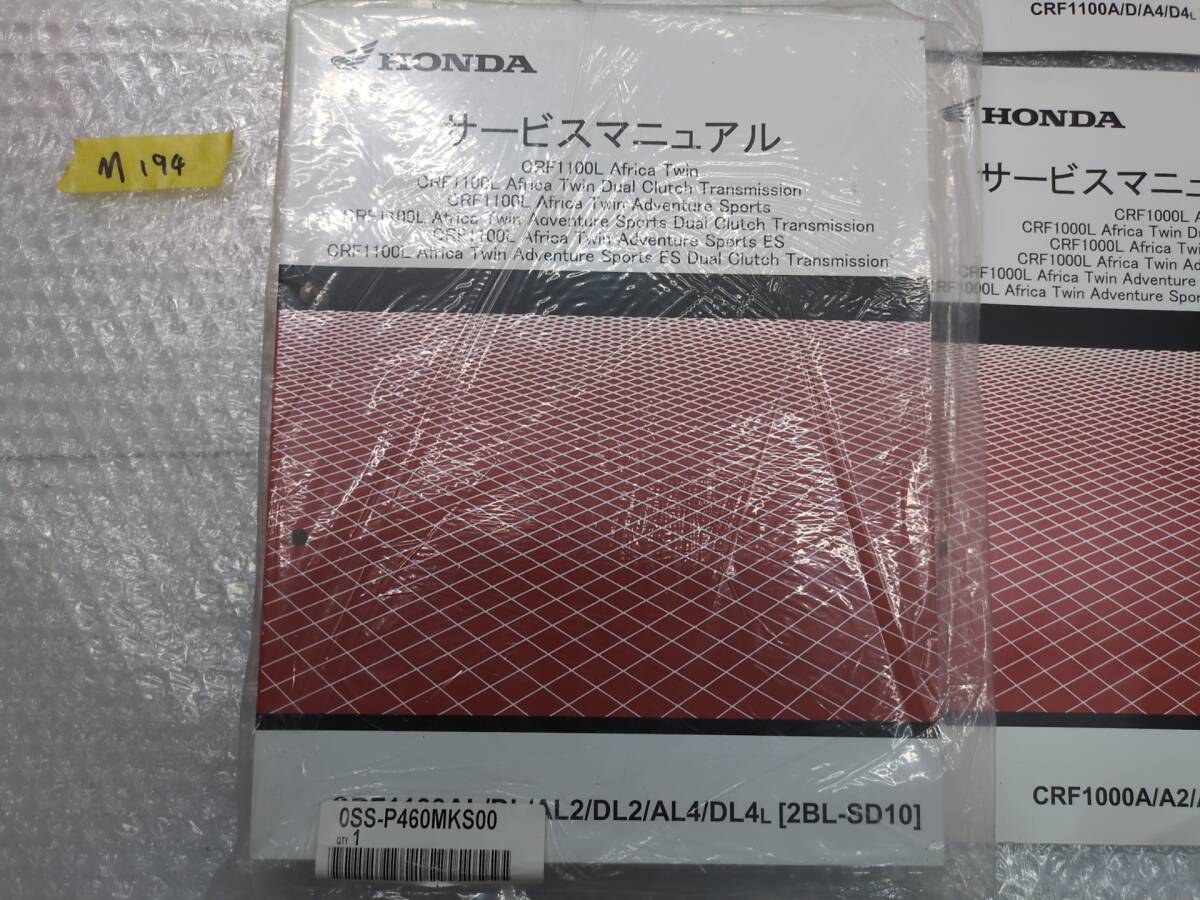 M 194
HONDA
サービスマニュアル
CRF1100L Africa Twin
CRF1100L Africa Twin Dual Clutch Transmission
CRF1100L Africa Twin Adventure Sports
CRF1100L Africa Twin Adventure Sports Dual Clutch Transmission
CRF1100L Africa Twin Adventure Sports ES
CRF1100L Africa Twin Adventure Sports ES Dual Clutch Transmission
CRF1100AL/DL/AL2/DL2/AL4/DL4L [2BL-SD10]
0SS-P460MKS00
QTY 1
CRF1100A/D/A4/D4L
HONDA
サービスマニュ
CRF1000L
CRF1000L Africa Twin
CRF1000L Africa
CRF1000L Africa Twin
CRF1000L Africa Twin Adventure
CRF1000L Africa Twin Adventure
CRF1000A/A2/